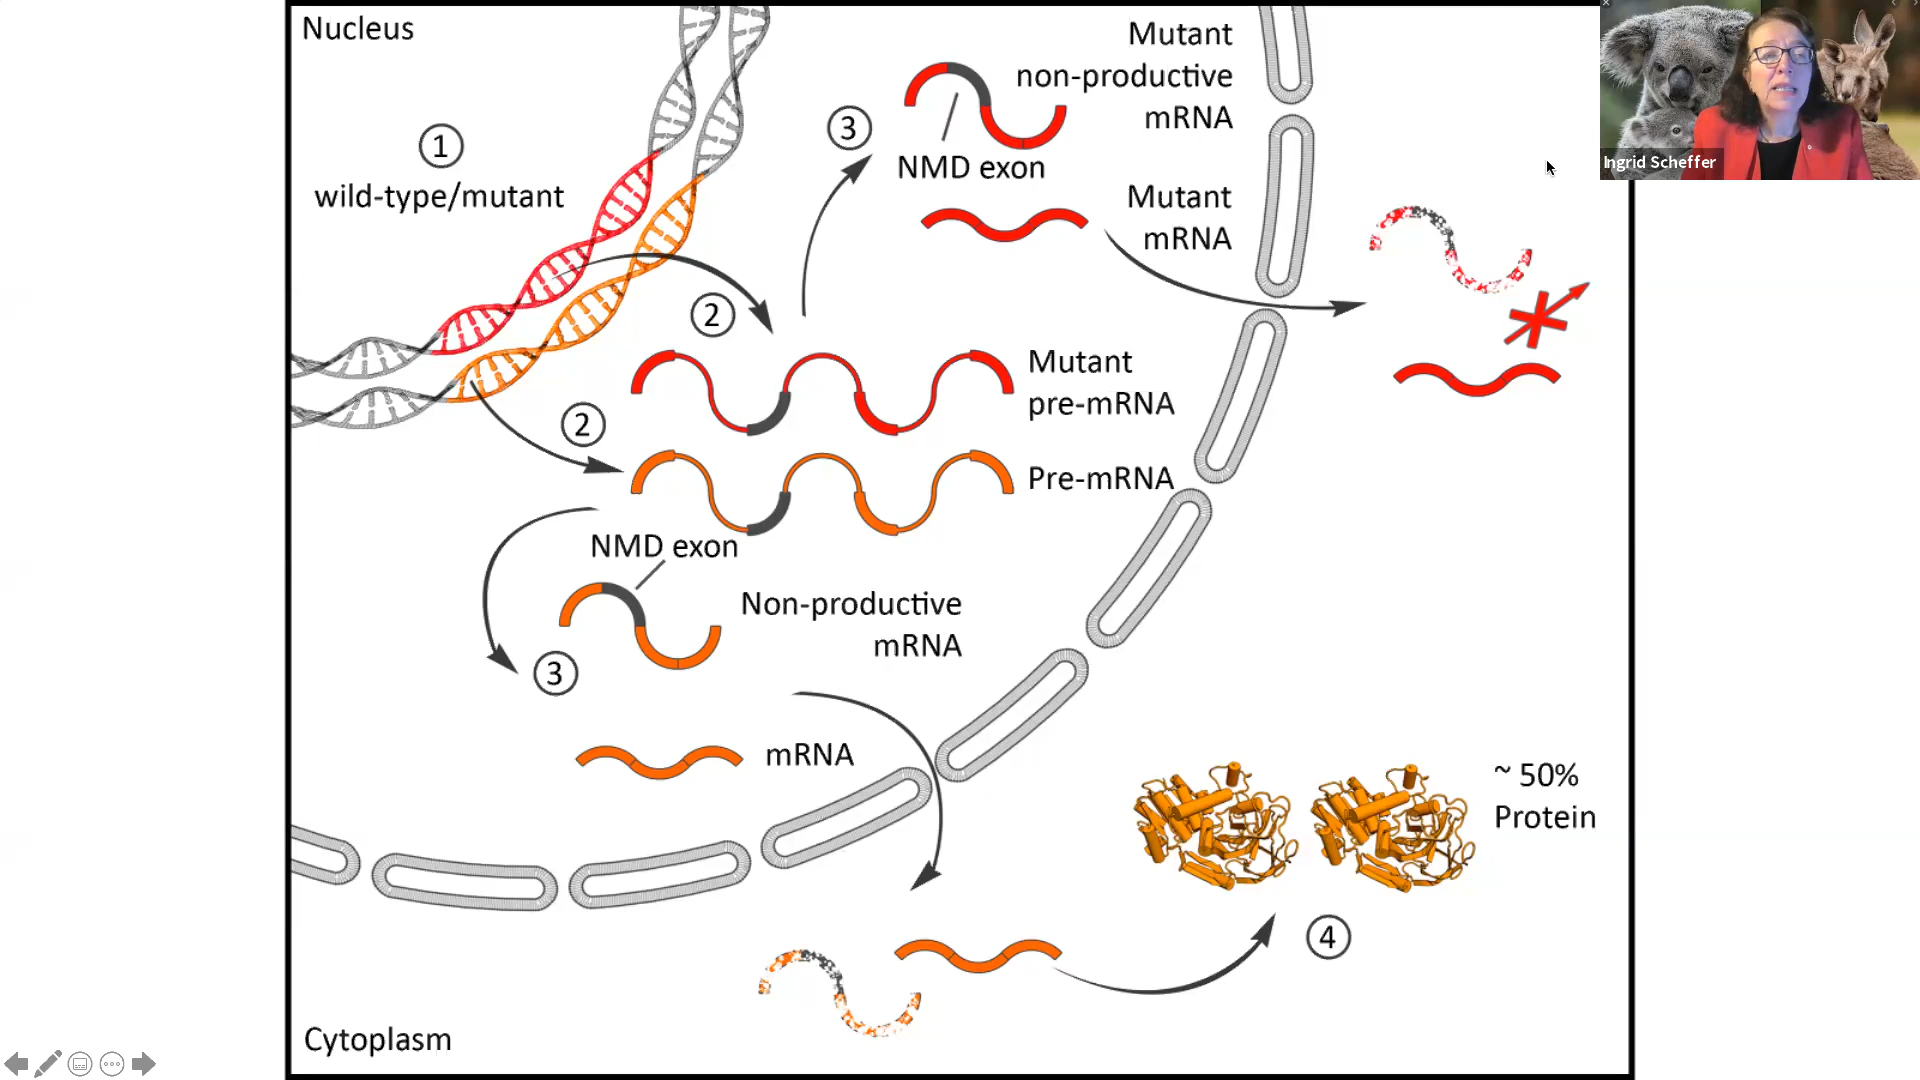 Nucleus
1
wild-type/mutant
2
2
3
NMD exon
Mutant
non-productive
mRNA
Mutant
mRNA
Mutant
pre-mRNA
Pre-mRNA
NMD exon
Non-productive
mRNA
3
mRNA
~ 50%
Protein
4
Cytoplasm
Ingrid Scheffer